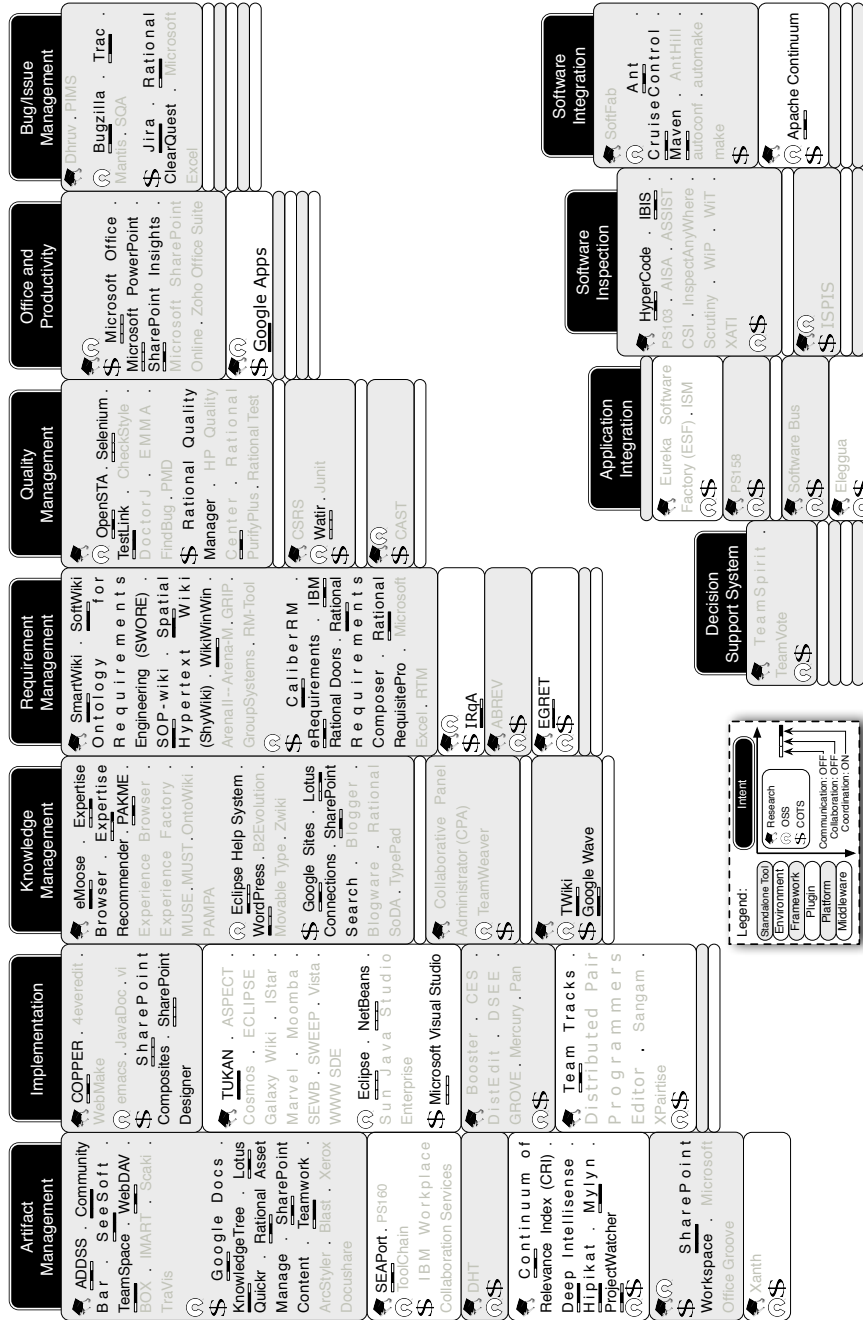 Artifact
Management
ADDSS . Community
Bar . SeeSoft .
TeamSpace . WebDAV .
BOX . IMART . Scaki .
TraVis
Google Docs .
KnowledgeTree . Lotus
Quickr . Rational Asset
Manage . SharePoint
Content . Teamwork .
ArcStyler . Blast . Xerox
Docushare
SEAPort . PS160
ToolChain
IBM Workplace
Collaboration Services
DHT
Continuum of
Relevance Index (CRI) .
Deep Intellisense .
Hipikat . Mylyn .
ProjectWatcher
SharePoint
Workspace . Microsoft
Office Groove
Xanth
Implementation
COPPER . 4everedit .
WebMake
emacs . JavaDoc . vi
SharePoint
Composites . SharePoint
Designer
TUKAN . ASPECT .
Cosmos . ECLIPSE .
Galaxy Wiki . IStar .
Marvel . Moomba .
SEWB . SWEEP . Vista .
WWW SDE
Eclipse . NetBeans .
Sun Java Studio
Enterprise
$ Microsoft Visual Studio
Booster . CES .
DistEdit . DSEE .
GROVE . Mercury . Pan
Team Tracks .
Distributed Pair
Programmers
Editor . Sangam .
XPairtise
Knowledge
Management
eMoose . Expertise
Browser . Expertise
Recommender . PAKME .
Experience Browser .
Experience Factory .
MUSE . MUST . OntoWiki .
PAMPA
Eclipse Help System .
WordPress . B2Evolution .
Movable Type . Zwiki
$ Google Sites . Lotus
Connections . SharePoint
Search . Blogger .
Blogware . Rational
SoDA . TypePad
Collaborative Panel
Administrator (CPA)
TeamWeaver
TWiki
$ Google Wave
Requirement
Management
SmartWiki . SoftWiki
Ontology for
Requirements
Engineering (SWORE) .
SOP-wiki . Spatial
Hypertext Wiki
(ShyWiki) . WikiWinWin .
ArenaII--Arena-M . GRIP .
GroupSystems . RM-Tool
$ CaliberRM .
eRequirements . IBM
Rational Doors . Rational
Requirements
Composer . Rational
RequisitePro . Microsoft
Excel . RTM
$ IRqA
ABREV
EGRET
Quality
Management
OpenSTA . Selenium .
TestLink . CheckStyle .
DoctorJ . EMMA .
FindBug . PMD
$ Rational Quality
Manager . HP Quality
Center . Rational
PurifyPlus . Rational Test
CSRS
Watir . Junit
$ CAST
Office and
Productivity
$ Microsoft Office .
Microsoft PowerPoint .
SharePoint Insights .
Microsoft SharePoint
Online . Zoho Office Suite
$ Google Apps
Bug/Issue
Management
Dhruv . PIMS
Bugzilla . Trac .
Mantis . SQA
$ Jira . Rational
ClearQuest . Microsoft
Excel
Legend:
Intent
Standalone Tool
Environment
Framework
Plugin
Platform
Middleware
Research
OSS
$ COTS
Communication: OFF
Collaboration: OFF
Coordination: ON
Decision
Support System
TeamSpirit .
TeamVote
Application
Integration
Eureka Software
Factory (ESF) . ISM
PS158
Software Bus
Eleggua
Software
Inspection
HyperCode . IBIS .
PS103 . AISA . ASSIST .
CSI . InspectAnyWhere .
Scrutiny . WiP . WiT .
XATI
$ ISPIS
Software
Integration
SoftFab
Ant .
CruiseControl .
Maven . AntHill .
autoconf . automake .
make
Apache Continuum
$